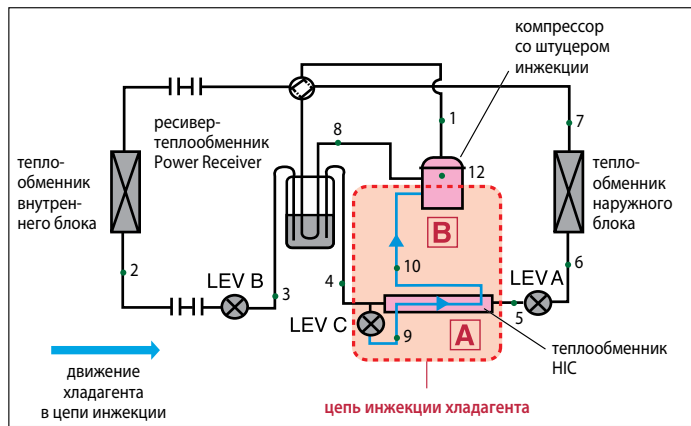 компрессор
со штуцером
инжекции
ресивер-
теплообменник
Power Receiver
8
1
7
тепло-
обменник
внутрен-
него блока
12
тепло-
обменник
наружного
блока
B
2
LEV B
3
4
10
LEV A
6
LEV C
9
A
5
движение
хладагента
в цепи инжекции
теплообменник
HIC
цепь инжекции хладагента